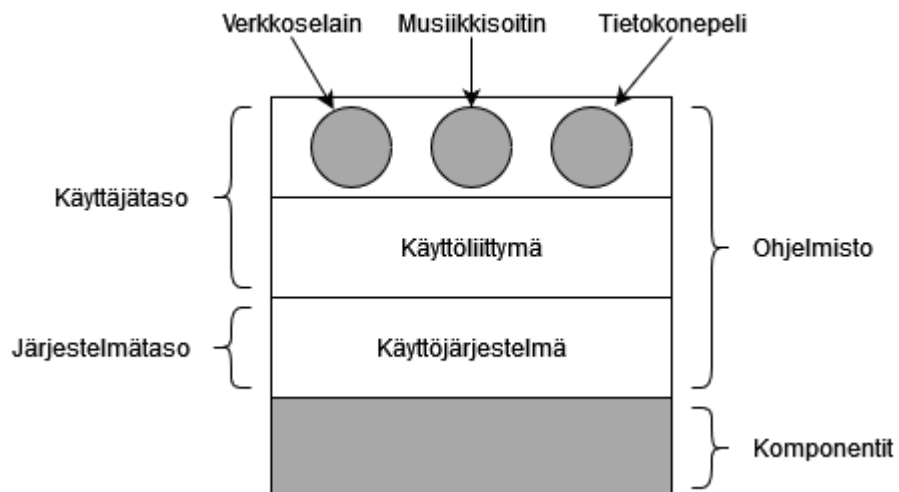 Verkkoselain
Musiikkisoitin
Tietokonepeli
Käyttäjätaso
Käyttöliittymä
Ohjelmisto
Järjestelmätaso
Käyttöjärjestelmä
Komponentit